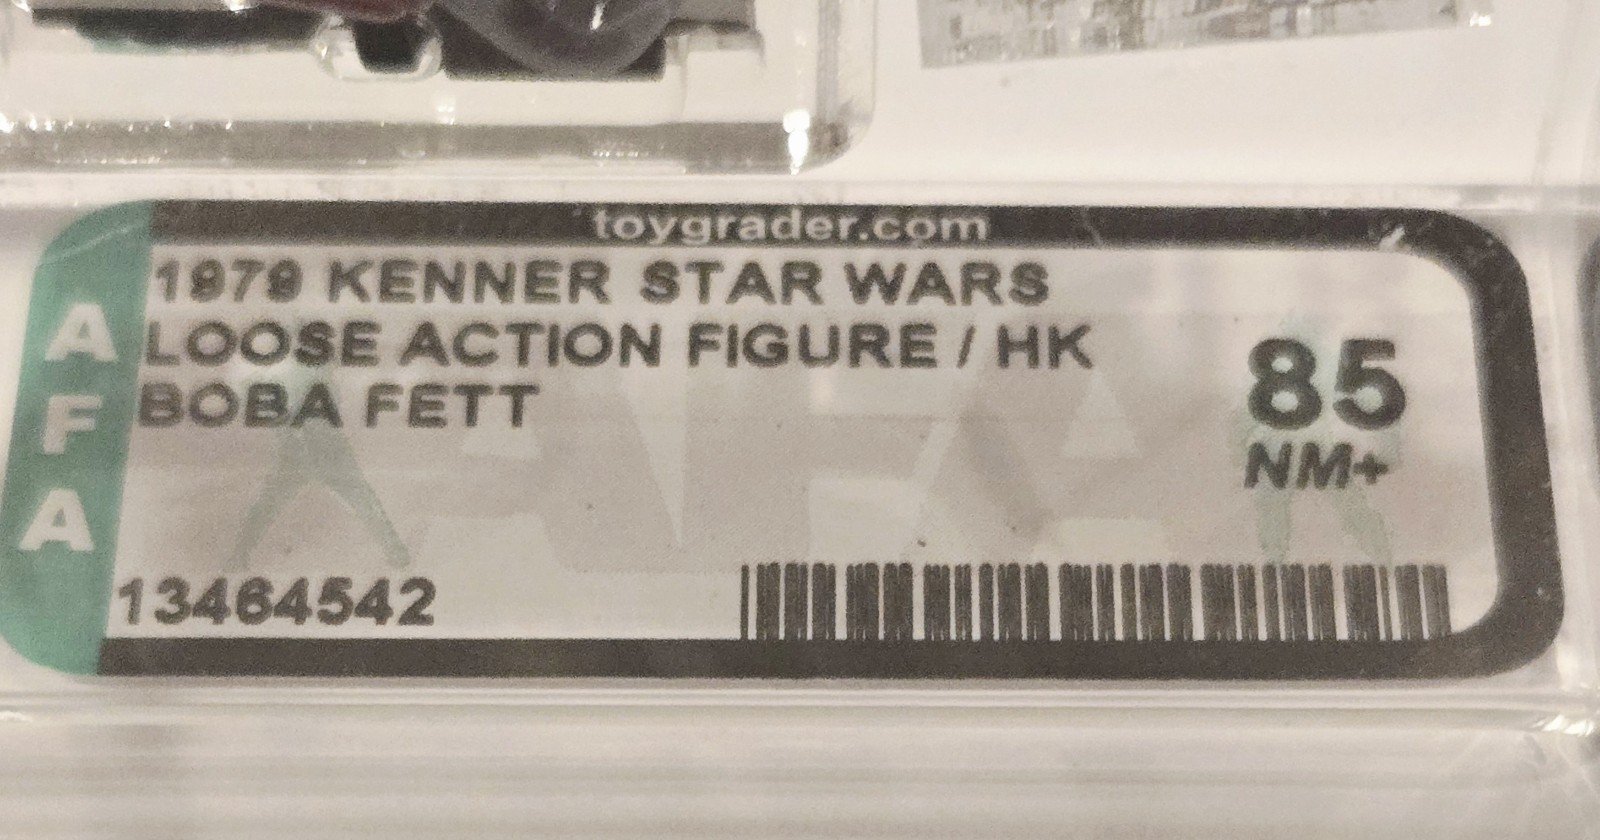 toygrader.com
1979 KENNER STAR WARS
LOOSE ACTION FIGURE / HK
BOBA FETT
85
NM+
AFA
13464542